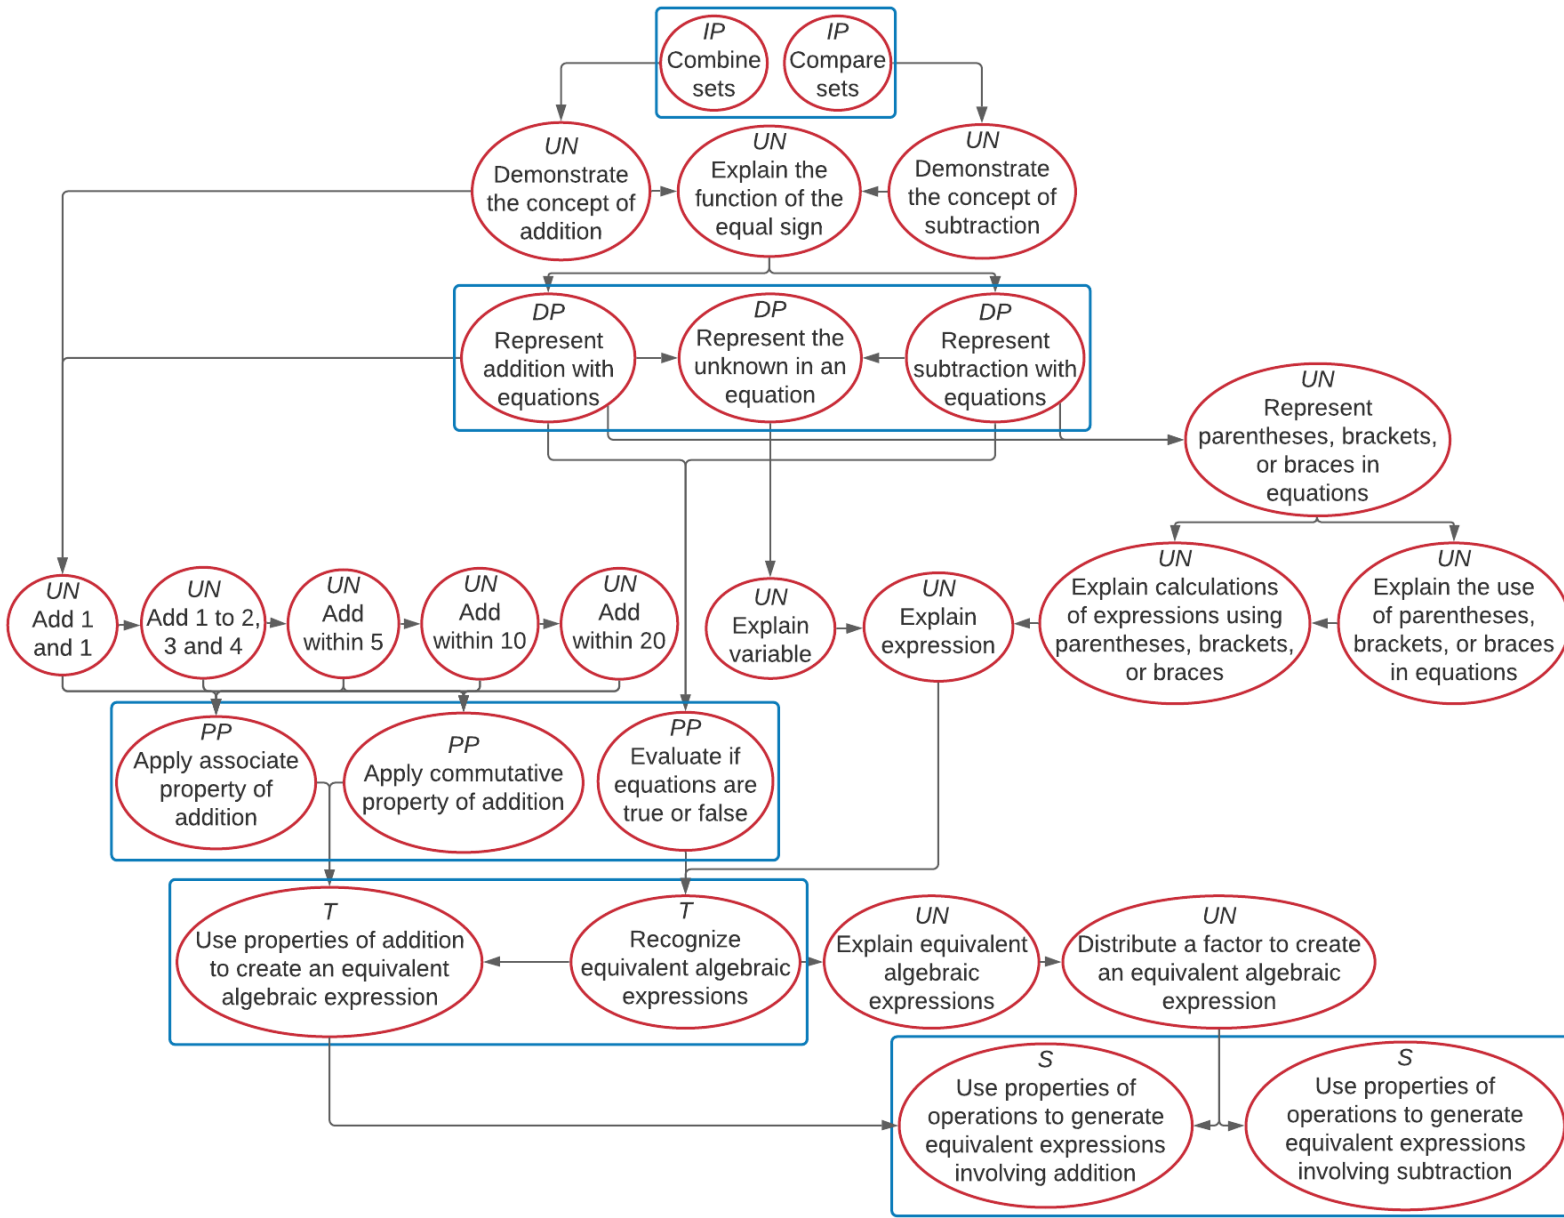 IP
Combine
sets
IP
Compare
sets
UN
Demonstrate
the concept of
addition
UN
Explain the
function of the
equal sign
UN
Demonstrate
the concept of
subtraction
DP
Represent
addition with
equations
DP
Represent the
unknown in an
equation
DP
Represent
subtraction with
equations
UN
Represent
parentheses, brackets,
or braces in
equations
UN
Add 1
and 1
UN
Add 1 to 2,
3 and 4
UN
Add
within 5
UN
Add
within 10
UN
Add
within 20
UN
Explain
variable
UN
Explain
expression
UN
Explain calculations
of expressions using
parentheses, brackets,
or braces
UN
Explain the use
of parentheses,
brackets, or braces
in equations
PP
Apply associate
property of
addition
PP
Apply commutative
property of addition
PP
Evaluate if
equations are
true or false
T
Use properties of addition
to create an equivalent
algebraic expression
T
Recognize
equivalent algebraic
expressions
UN
Explain equivalent
algebraic
expressions
UN
Distribute a factor to create
an equivalent algebraic
expression
S
Use properties of
operations to generate
equivalent expressions
involving addition
S
Use properties of
operations to generate
equivalent expressions
involving subtraction